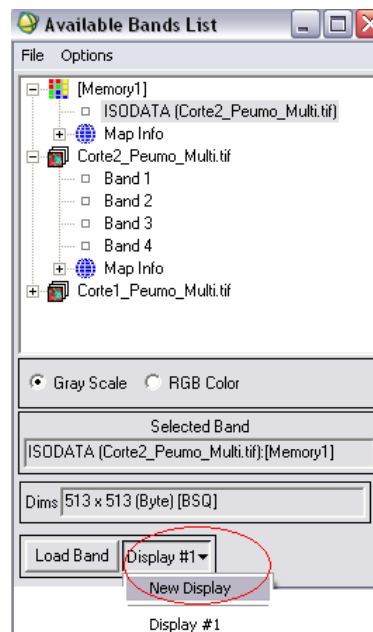 Available Bands List
File Options
[Memory1]
ISODATA (Corte2_Peumo_Multi.tif)
Map Info
Corte2_Peumo_Multi.tif
Band 1
Band 2
Band 3
Band 4
Map Info
Corte1_Peumo_Multi.tif
Gray Scale RGB Color
Selected Band
ISODATA (Corte2_Peumo_Multi.tif):[Memory1]
Dims 513 x 513 (Byte) [BSQ]
Load Band Display #1
New Display
Display #1